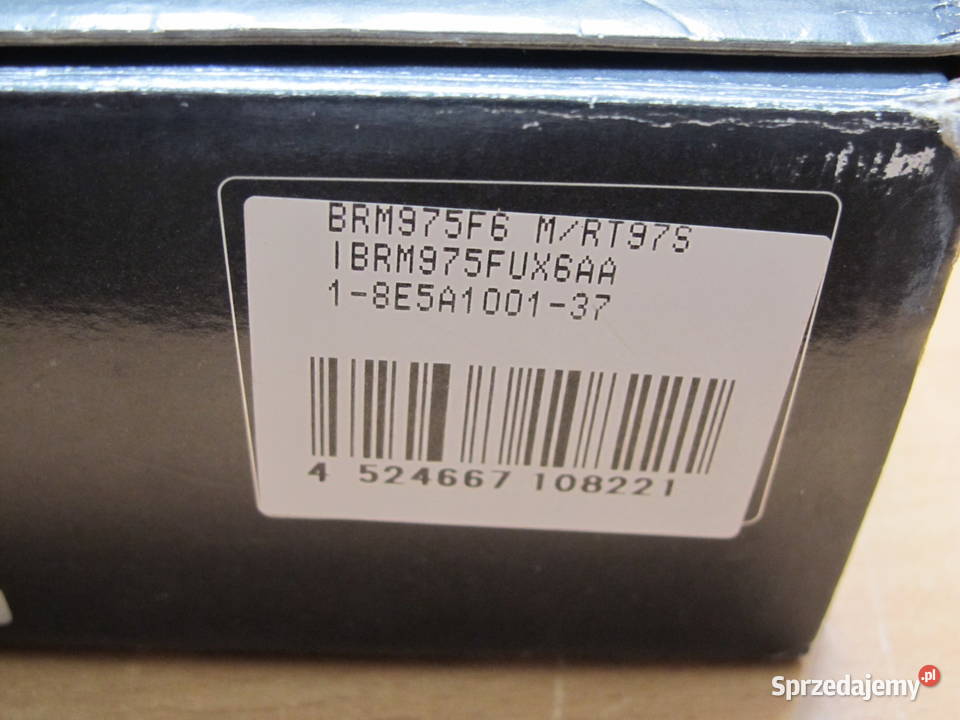 BRM975F6 M/RT97S
IBRM975FUX6AA
1-8E5A1001-37
4 524667 108221
Sprzedajemy.pl